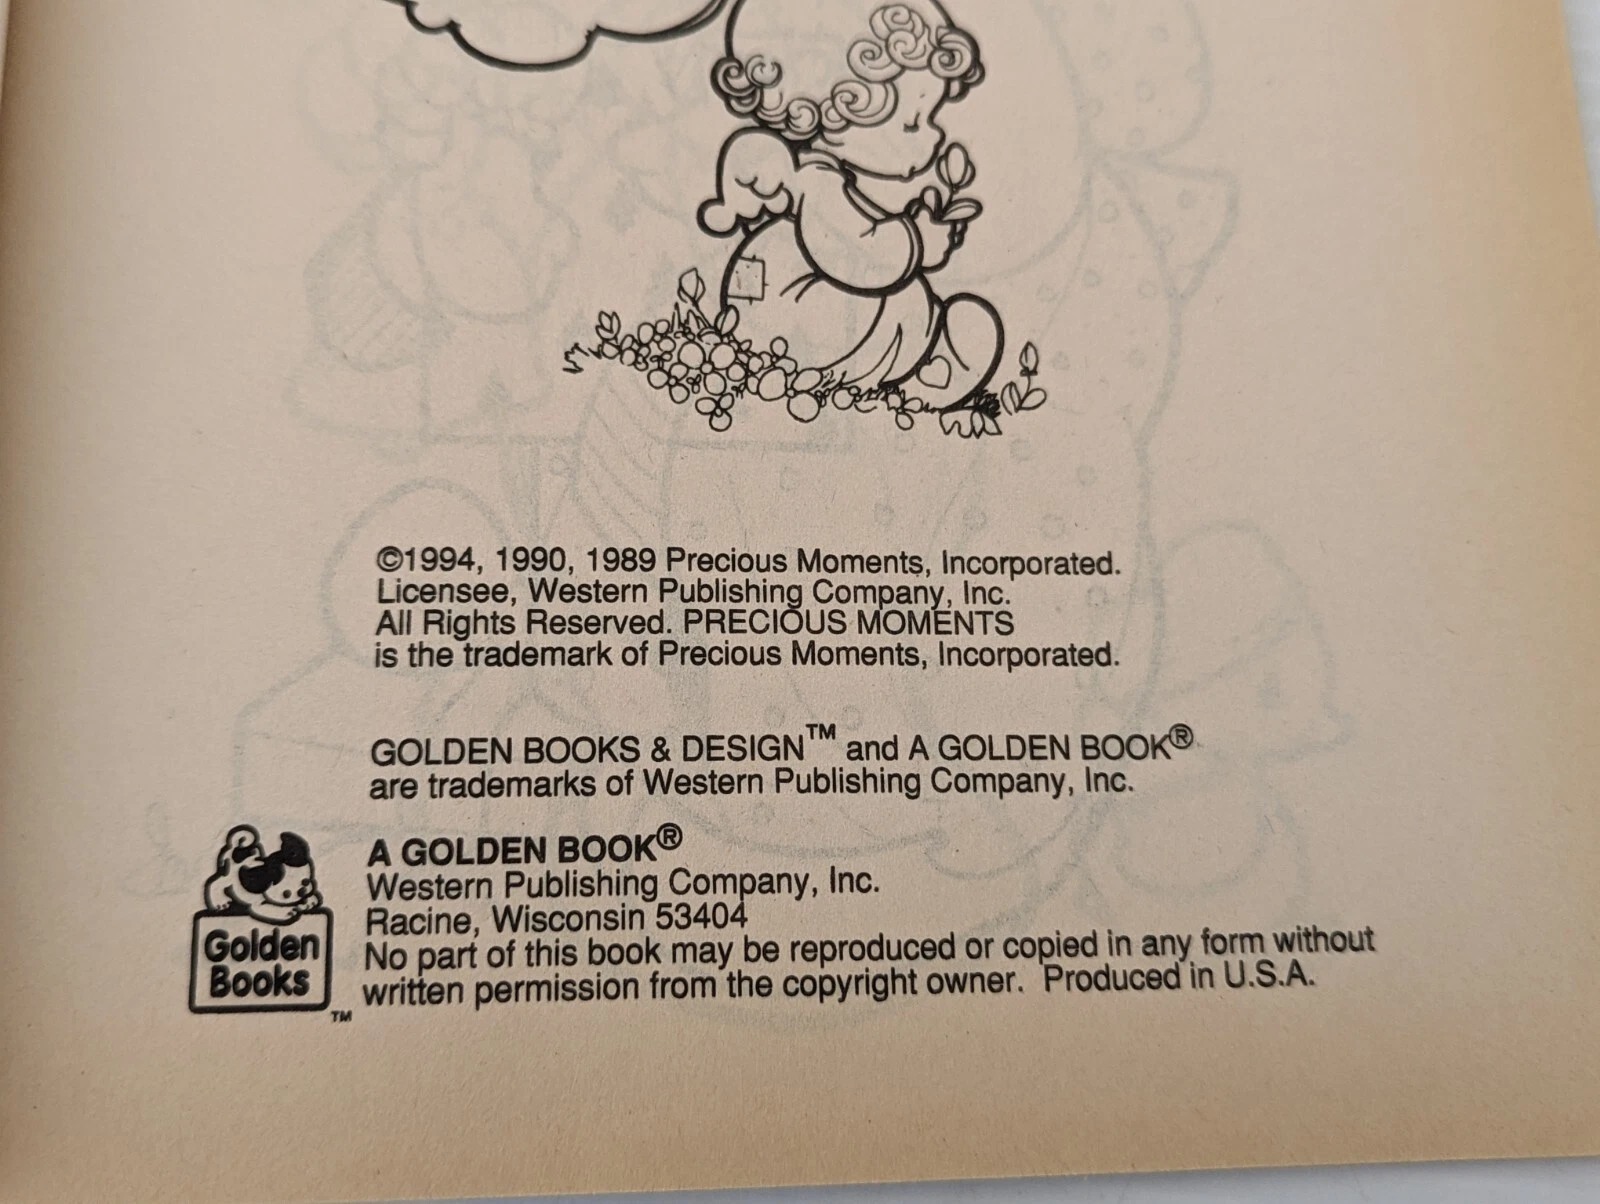 ©1994, 1990, 1989 Precious Moments, Incorporated.
Licensee, Western Publishing Company, Inc.
All Rights Reserved. PRECIOUS MOMENTS
is the trademark of Precious Moments, Incorporated.
GOLDEN BOOKS & DESIGN™ and A GOLDEN BOOK®
are trademarks of Western Publishing Company, Inc.
A GOLDEN BOOK®
Western Publishing Company, Inc.
Racine, Wisconsin 53404
No part of this book may be reproduced or copied in any form without
written permission from the copyright owner. Produced in U.S.A.
Golden
Books
™